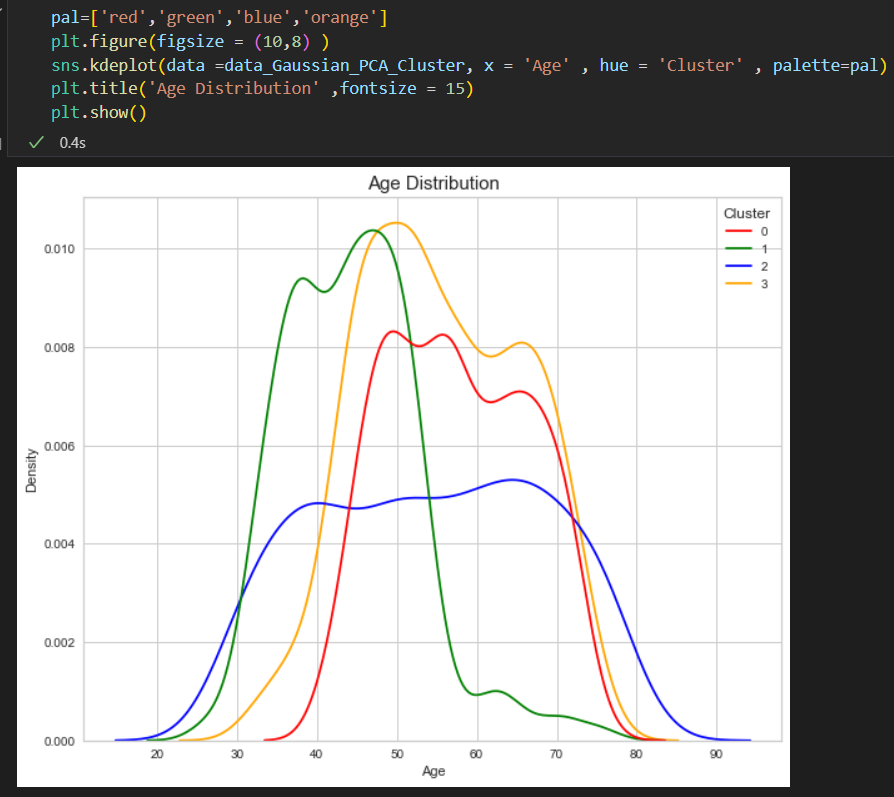 pal=['red','green','blue','orange']
plt.figure(figsize = (10,8) )
sns.kdeplot(data =data_Gaussian_PCA_Cluster, x = 'Age' , hue = 'Cluster' , palette=pal)
plt.title('Age Distribution' ,fontsize = 15)
plt.show()
0.4s
Age Distribution
Cluster
0
1
2
3
0.010
0.008
0.006
0.004
0.002
0.000
Density
20 30 40 50 60 70 80 90
Age